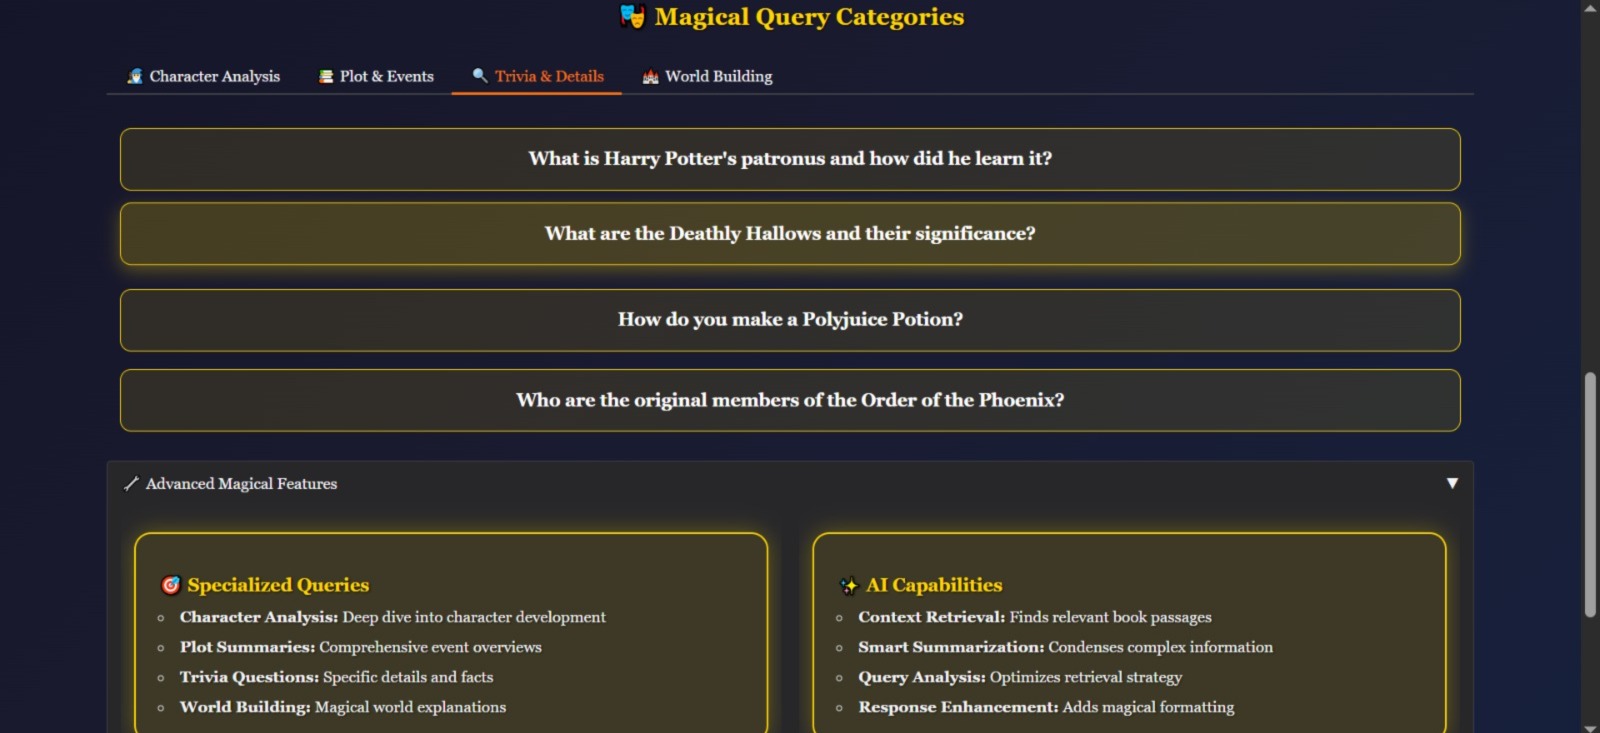 Magical Query Categories
Character Analysis
Plot & Events
Trivia & Details
World Building
What is Harry Potter's patronus and how did he learn it?
What are the Deathly Hallows and their significance?
How do you make a Polyjuice Potion?
Who are the original members of the Order of the Phoenix?
Advanced Magical Features
Specialized Queries
Character Analysis: Deep dive into character development
Plot Summaries: Comprehensive event overviews
Trivia Questions: Specific details and facts
World Building: Magical world explanations
AI Capabilities
Context Retrieval: Finds relevant book passages
Smart Summarization: Condenses complex information
Query Analysis: Optimizes retrieval strategy
Response Enhancement: Adds magical formatting